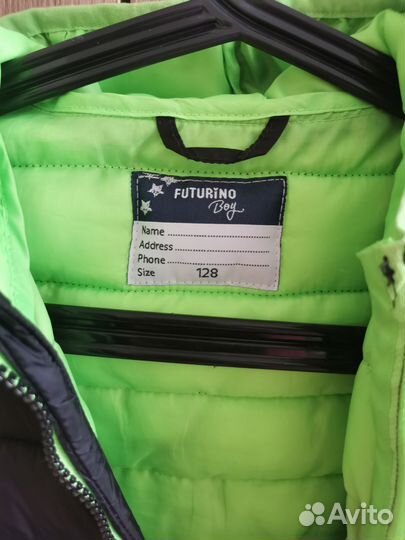 FUTURINO
Boy
Name
Address
Phone
Size 128
Avito